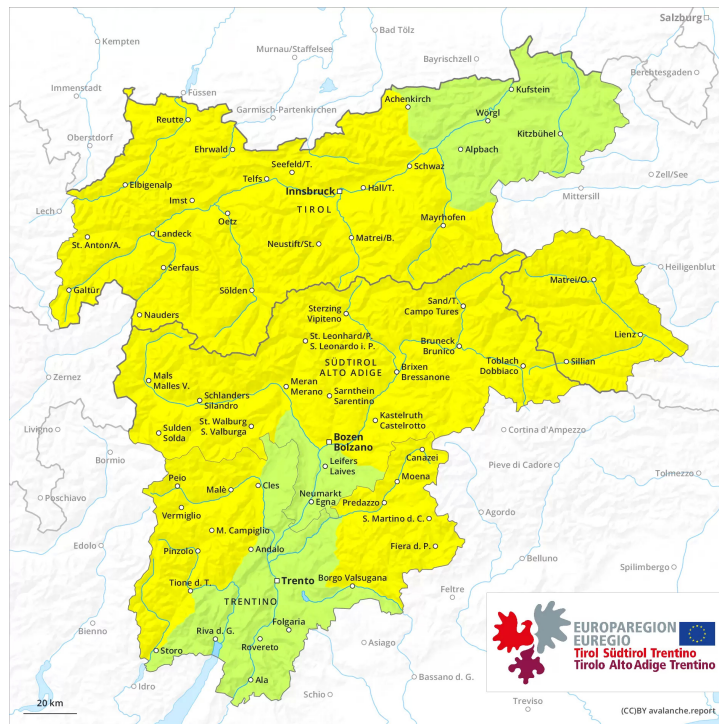 Salzburg
Kempten
Bad Tölz
Murnau/Staffelsee
Bayrischzell
Berchtesgaden
Immenstadt
Füssen
Garmisch-Partenkirchen
Oberstdorf
Kufstein
Achenkirch
Wörgl
Reutte
Kitzbühel
Ehrwald
Alpbach
Seefeld/T.
Schwaz
Zell/See
Telfs
Innsbruck
Hall/T.
Elbigenalp
Imst
TIROL
Mittersill
Lech
Oetz
Mayrhofen
Landeck
St. Anton/A.
Neustift/St.
Matrei/B.
Serfaus
Heiligenblut
Matrei/O.
Galtür
Sölden
Nauders
Sand/T.
Campo Tures
Sterzing
Vipiteno
Lienz
St. Leonhard/P.
S. Leonardo i. P.
Bruneck
Brunico
Toblach
Dobbiaco
Sillian
SÜDTIROL
ALTO ADIGE
Brixen
Bressanone
Zernez
Mals
Malles V.
Meran
Merano
Sarnthein
Sarentino
Schlanders
Silandro
St. Walburg
S. Valburga
Kastelruth
Castelrotto
Livigno
Sulden
Solda
Bozen
Bolzano
Cortina d'Ampezzo
Bormio
Canazei
Leifers
Laives
Pieve di Cadore
Tolmezzo
Poschiavo
Peio
Malè
Cles
Moena
Neumarkt
Egna
Predazzo
Vermiglio
S. Martino d. C.
Agordo
M. Campiglio
Edolo
Pinzolo
Andalo
Fiera d. P.
Belluno
Spilimbergo
Trento
Tione d. T.
Borgo Valsugana
Feltre
TRENTINO
Folgaria
Bienno
Riva d. G.
Storo
Rovereto
Asiago
Bassano d. G.
Idro
Ala
Schio
Treviso
EUROPAREGION
EUREGIO
Tirol Südtirol Trentino
Tirolo Alto Adige Trentino
20 km
(CC)BY avalanche.report